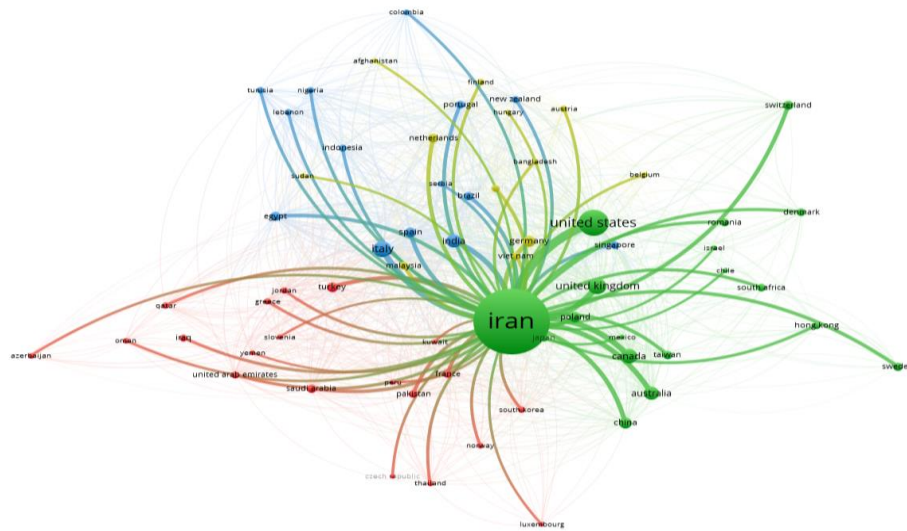 colombia
afghanistan
finland
tunisia
nigeria
portugal
new zealand
switzerland
lebanon
hungary
austria
netherlands
indonesia
bangladesh
sudan
belgium
serbia
brazil
egypt
united states
denmark
romania
spain
india
germany
singapore
italy
israel
viet nam
malaysia
chile
turkey
united kingdom
south africa
jordan
greece
qatar
iran
poland
hong kong
slovenia
mexico
iraq
oman
kuwait
japan
yemen
azerbaijan
canada
taiwan
swede
united arab emirates
france
peru
saudi arabia
pakistan
australia
south korea
china
norway
czech republic
thailand
luxembourg